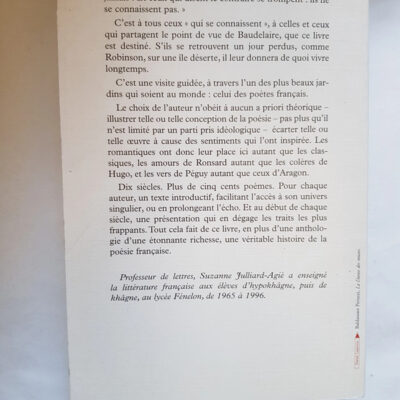 se connaissent pas. »
C'est à tous ceux « qui se connaissent », à celles et ceux
qui partagent le point de vue de Baudelaire, que ce livre
est destiné. S'ils se retrouvent un jour perdus, comme
Robinson, sur une île déserte, il leur donnera de quoi vivre
longtemps.
C'est une visite guidée, à travers l'un des plus beaux jar-
dins qui soient au monde : celui des poètes français.
Le choix de l'auteur n'obéit à aucun a priori théorique –
illustrer telle ou telle conception de la poésie – pas plus qu'il
n'est limité par un parti pris idéologique – écarter telle ou
telle œuvre à cause des sentiments qui l'ont inspirée. Les
romantiques ont donc leur place ici autant que les clas-
siques, les amours de Ronsard autant que les colères de
Hugo, et les vers de Péguy autant que ceux d'Aragon.
Dix siècles. Plus de cinq cents poèmes. Pour chaque
auteur, un texte introductif, facilitant l'accès à son univers
singulier, ou en prolongeant l'écho. Et au début de chaque
siècle, une présentation qui en dégage les traits les plus
frappants. Tout cela fait de ce livre, en plus d'une antholo-
gie d'une étonnante richesse, une véritable histoire de la
poésie française.
Professeur de lettres, Suzanne Julliard-Agié a enseigné
la littérature française aux élèves d'hypokhâgne, puis de
khâgne, au lycée Fénelon, de 1965 à 1996.
Baldassare Peruzzi, La Danse des muses.